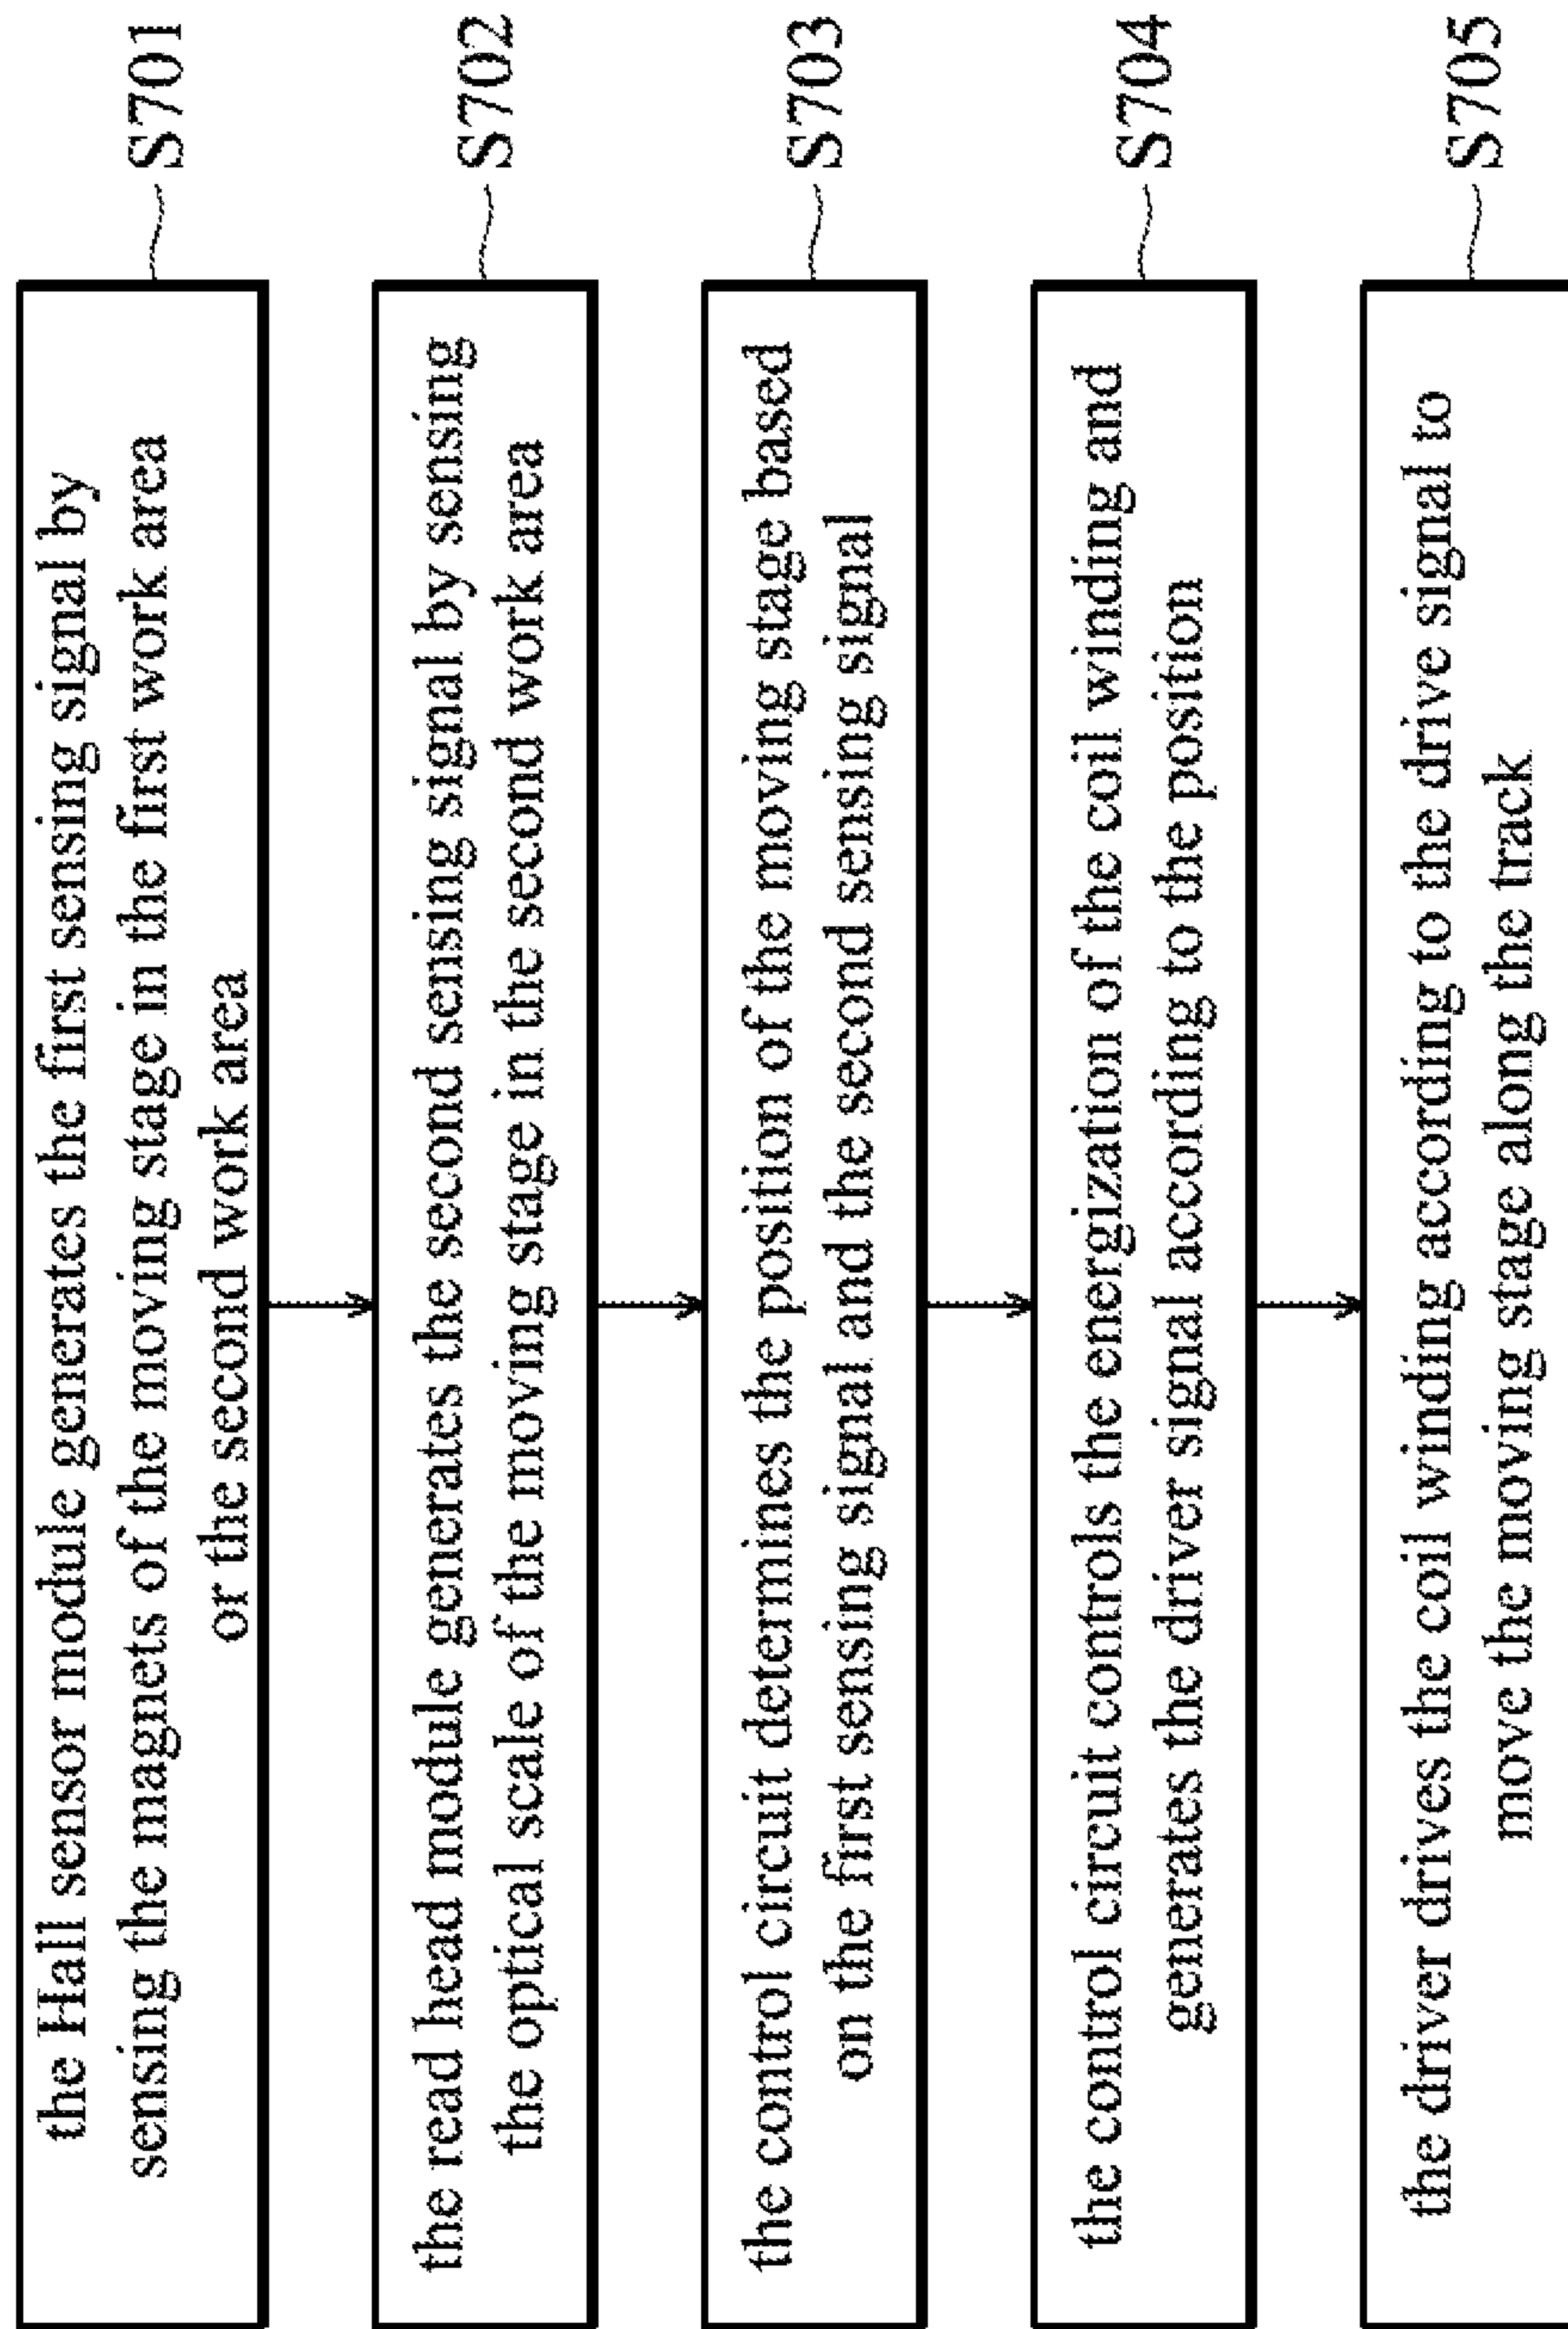 the Hall sensor module generates the first sensing signal by
sensing the magnets of the moving stage in the first work area
or the second work area
S701
the read head module generates the second sensing signal by sensing
the optical scale of the moving stage in the second work area
S702
the control circuit determines the position of the moving stage based
on the first sensing signal and the second sensing signal
S703
the control circuit controls the energization of the coil winding and
generates the driver signal according to the position
S704
the driver drives the coil winding according to the drive signal to
move the moving stage along the track
S705